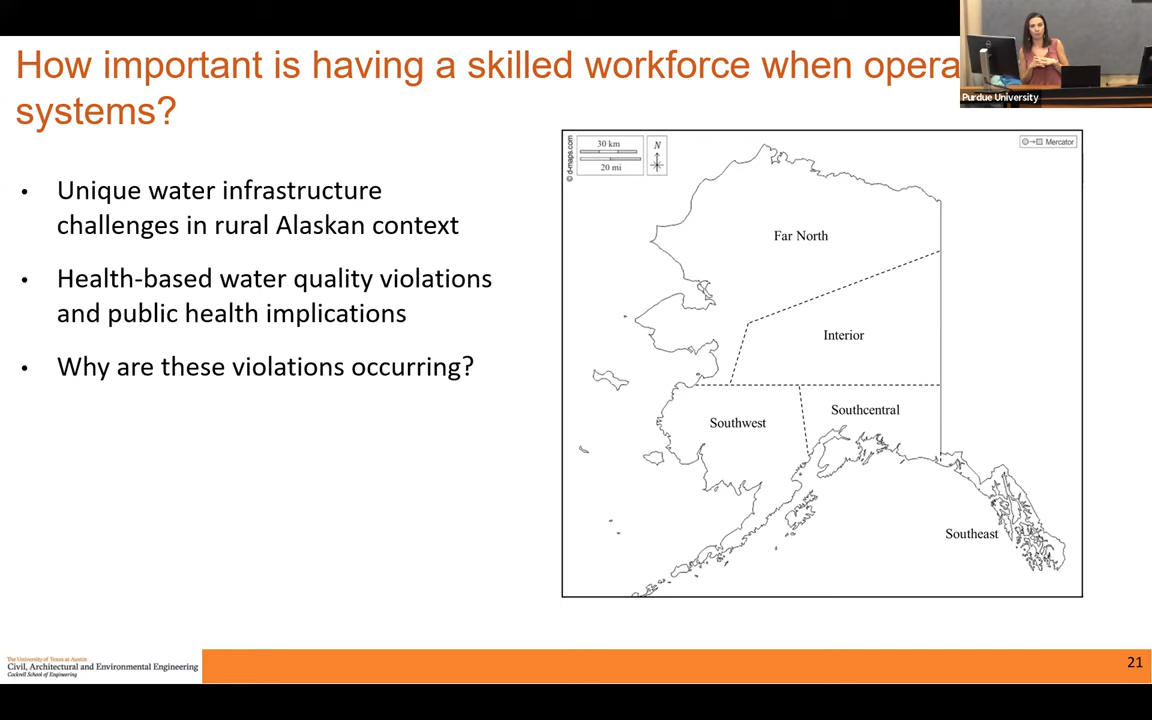 How important is having a skilled workforce when opera
systems?
Purdue University
• Unique water infrastructure
challenges in rural Alaskan context
• Health-based water quality violations
and public health implications
• Why are these violations occurring?
© d-maps.com
30 km
20 mi
N
Mercator
Far North
Interior
Southcentral
Southwest
Southeast
The University of Texas at Austin
Civil, Architectural and Environmental Engineering
Cockrell School of Engineering
21